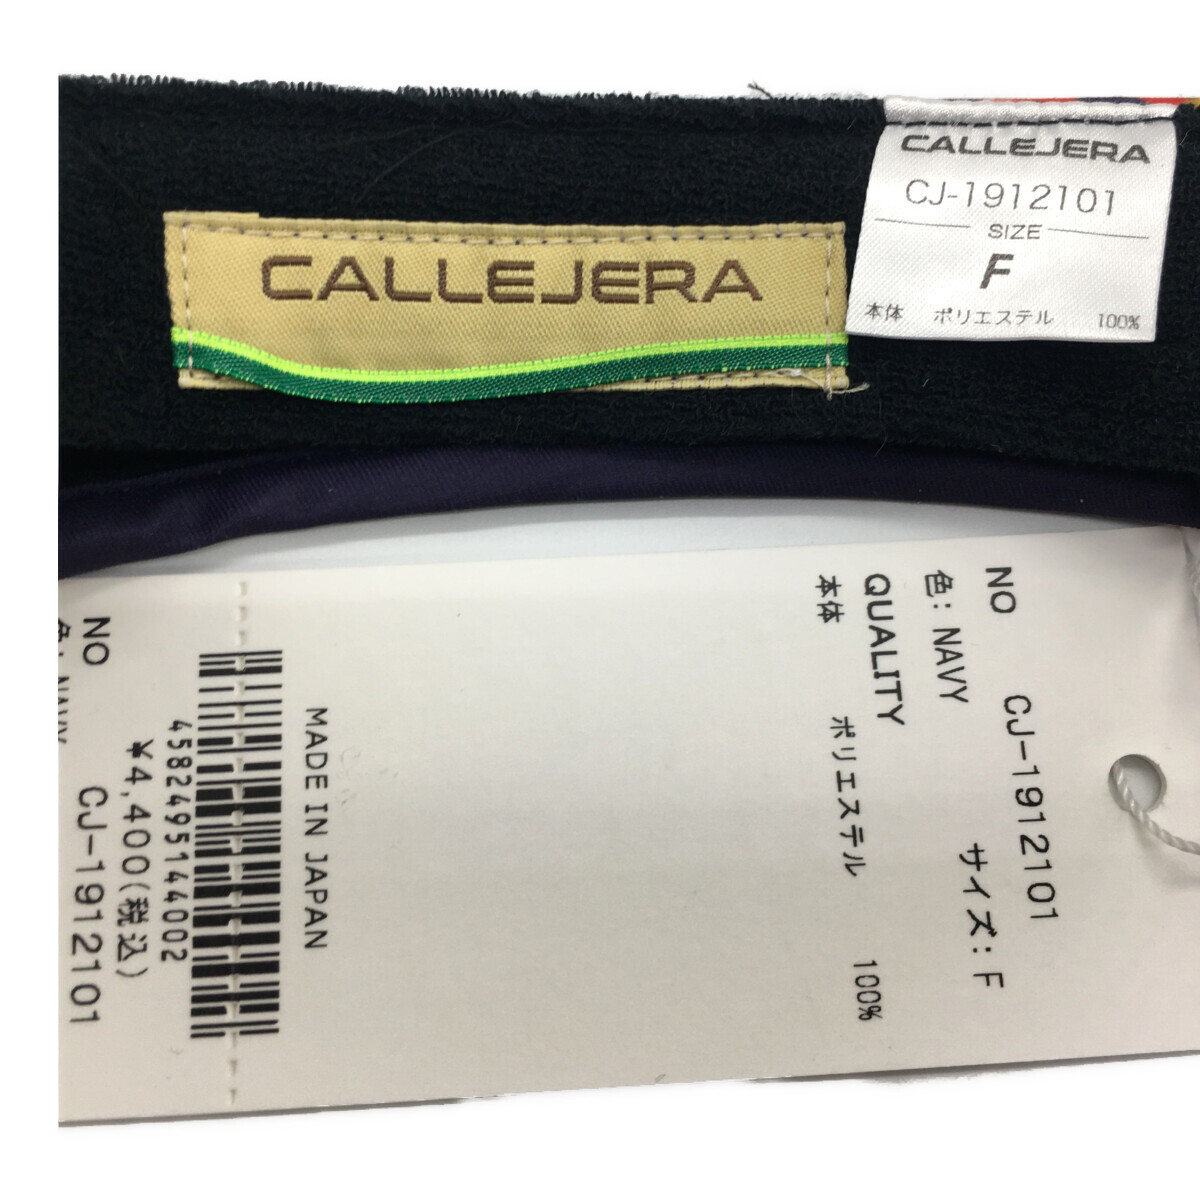 CALLEJERA
CALLEJERA
CJ-1912101
SIZE
F
本体 ポリエステル 100%
NO CJ-1912101
色: NAVY サイズ: F
QUALITY
本体 ポリエステル 100%
MADE IN JAPAN
4582495144002
¥4,400(税込)
NO CJ-1912101
色: NAVY